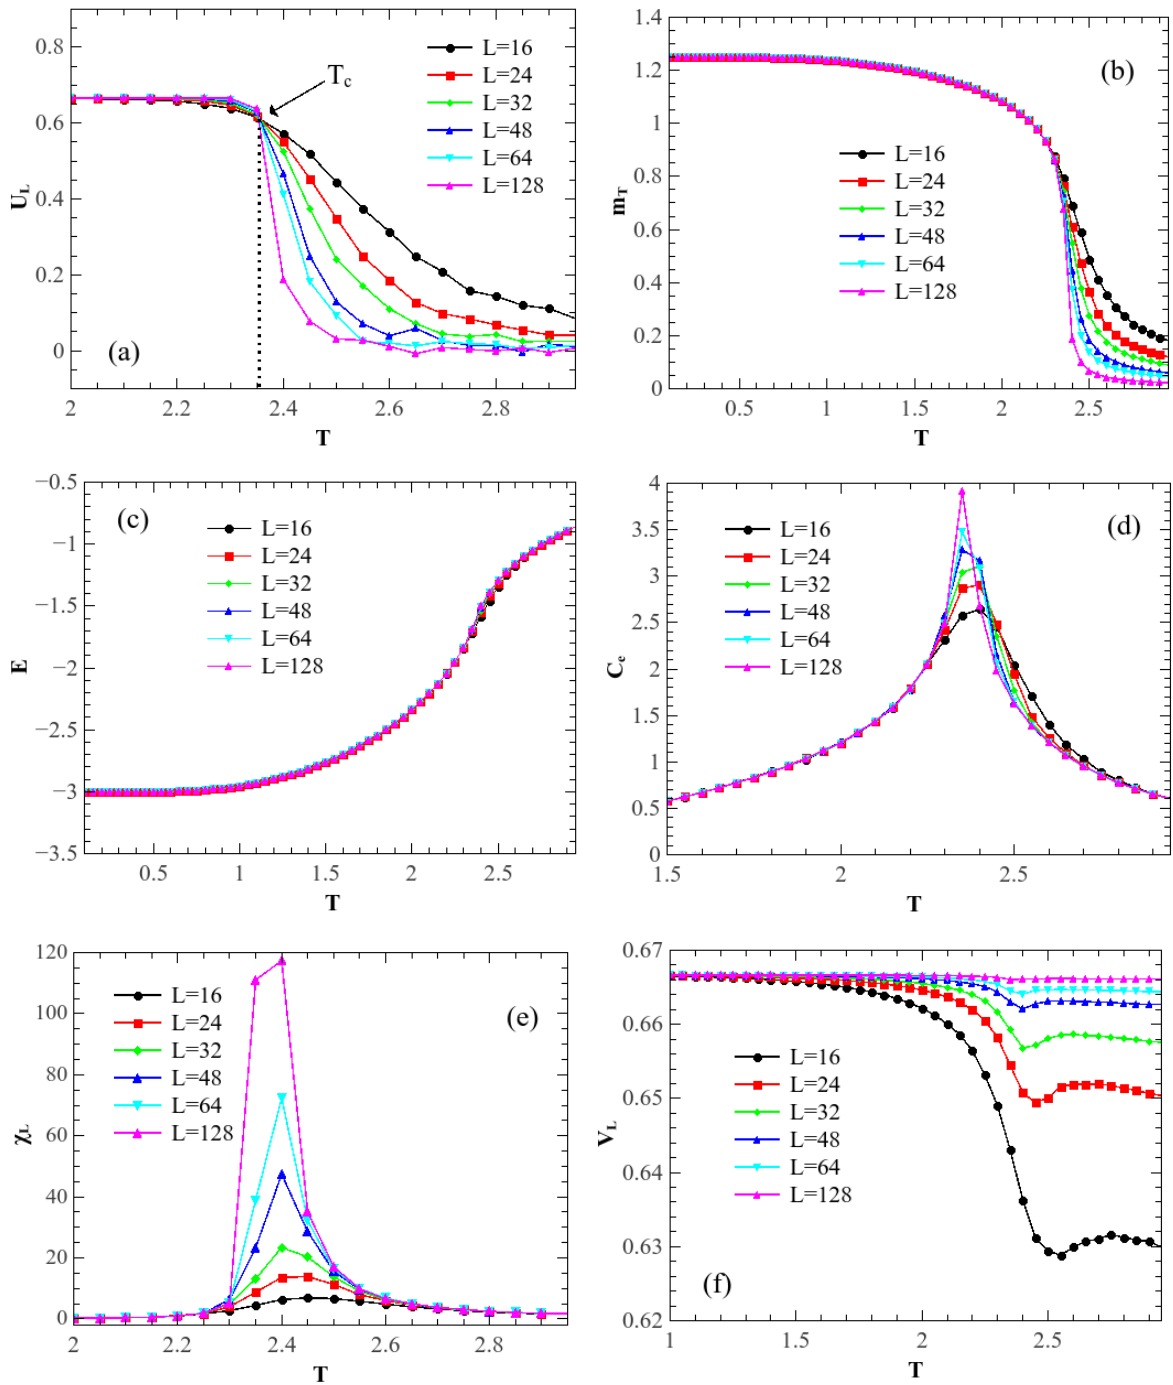 0.8
0.6
0.4
0.2
0
U_L
T_c
L=16
L=24
L=32
L=48
L=64
L=128
(a)
2 2.2 2.4 2.6 2.8
T
1.4
1.2
1
0.8
0.6
0.4
0.2
0
m_T
(b)
L=16
L=24
L=32
L=48
L=64
L=128
0.5 1 1.5 2 2.5
T
−0.5
−1
−1.5
−2
−2.5
−3
−3.5
E
(c)
L=16
L=24
L=32
L=48
L=64
L=128
0.5 1 1.5 2 2.5
T
4
3.5
3
2.5
2
1.5
1
0.5
0
C_e
(d)
L=16
L=24
L=32
L=48
L=64
L=128
1.5 2 2.5
T
120
100
80
60
40
20
0
χ_L
L=16
L=24
L=32
L=48
L=64
L=128
(e)
2 2.2 2.4 2.6 2.8
T
0.67
0.66
0.65
0.64
0.63
0.62
V_L
L=16
L=24
L=32
L=48
L=64
L=128
(f)
1 1.5 2 2.5
T